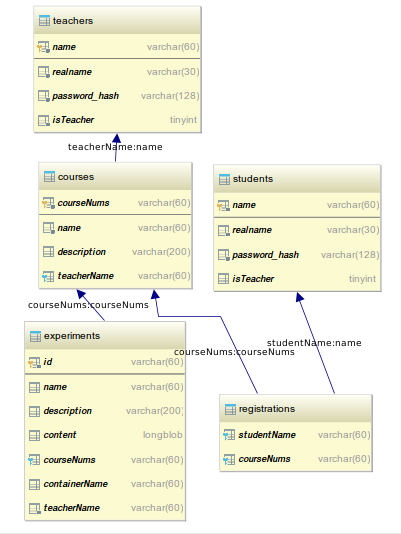 teachers
name varchar(60)
realname varchar(30)
password_hash varchar(128)
isTeacher tinyint
teacherName:name
courses
courseNums varchar(60)
name varchar(60)
description varchar(200)
teacherName varchar(60)
students
name varchar(60)
realname varchar(30)
password_hash varchar(128)
isTeacher tinyint
courseNums:courseNums
courseNums:courseNums
studentName:name
experiments
id varchar(60)
name varchar(60)
description varchar(200)
content longblob
courseNums varchar(60)
containerName varchar(60)
teacherName varchar(60)
registrations
studentName varchar(60)
courseNums varchar(60)